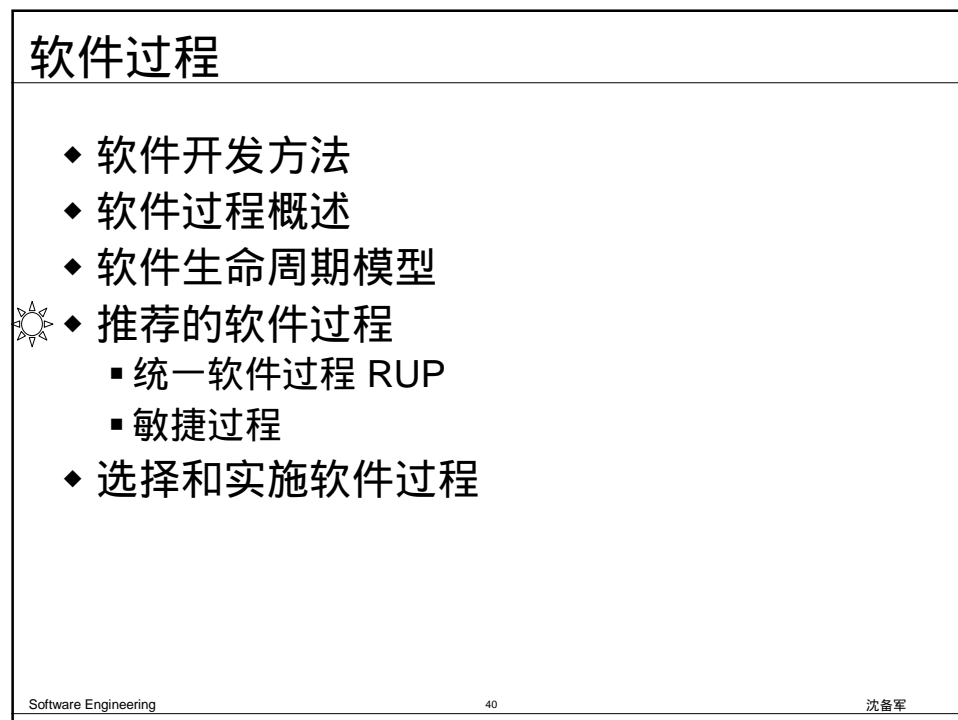 软件过程
软件开发方法
软件过程概述
软件生命周期模型
推荐的软件过程
统一软件过程 RUP
敏捷过程
选择和实施软件过程
Software Engineering
40
沈备军